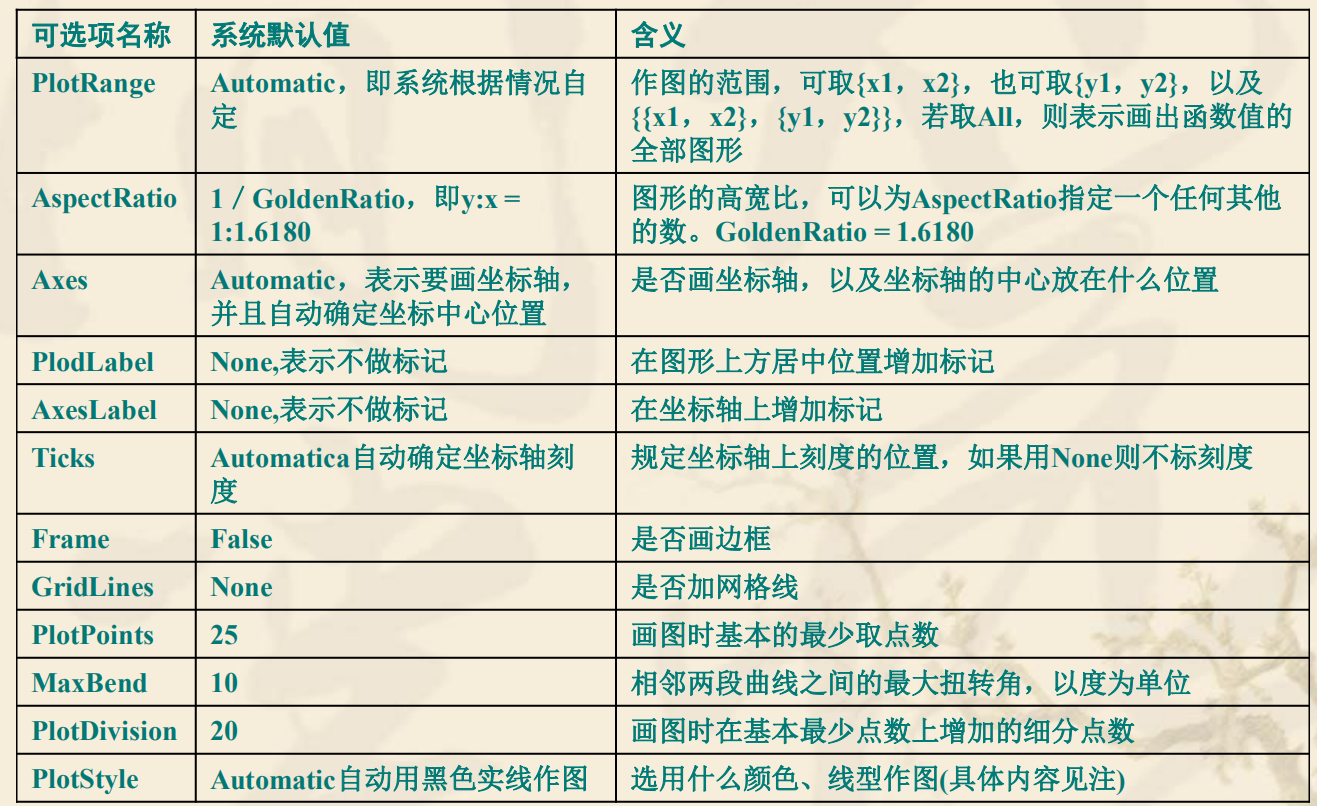 可选项名称 系统默认值 含义
PlotRange Automatic，即系统根据情况自 作图的范围，可取{x1，x2}，也可取{y1，y2}，以及
定 {{x1，x2}，{y1，y2}}，若取All，则表示画出函数值的
全部图形
AspectRatio 1／GoldenRatio，即y:x = 图形的高宽比，可以为AspectRatio指定一个任何其他
1:1.6180 的数。GoldenRatio = 1.6180
Axes Automatic，表示要画坐标轴， 是否画坐标轴，以及坐标轴的中心放在什么位置
并且自动确定坐标中心位置
PlodLabel None,表示不做标记 在图形上方居中位置增加标记
AxesLabel None,表示不做标记 在坐标轴上增加标记
Ticks Automatica自动确定坐标轴刻 规定坐标轴上刻度的位置，如果用None则不标刻度
度
Frame False 是否画边框
GridLines None 是否加网格线
PlotPoints 25 画图时基本的最少取点数
MaxBend 10 相邻两段曲线之间的最大扭转角，以度为单位
PlotDivision 20 画图时在基本最少点数上增加的细分点数
PlotStyle Automatic自动用黑色实线作图 选用什么颜色、线型作图(具体内容见注)